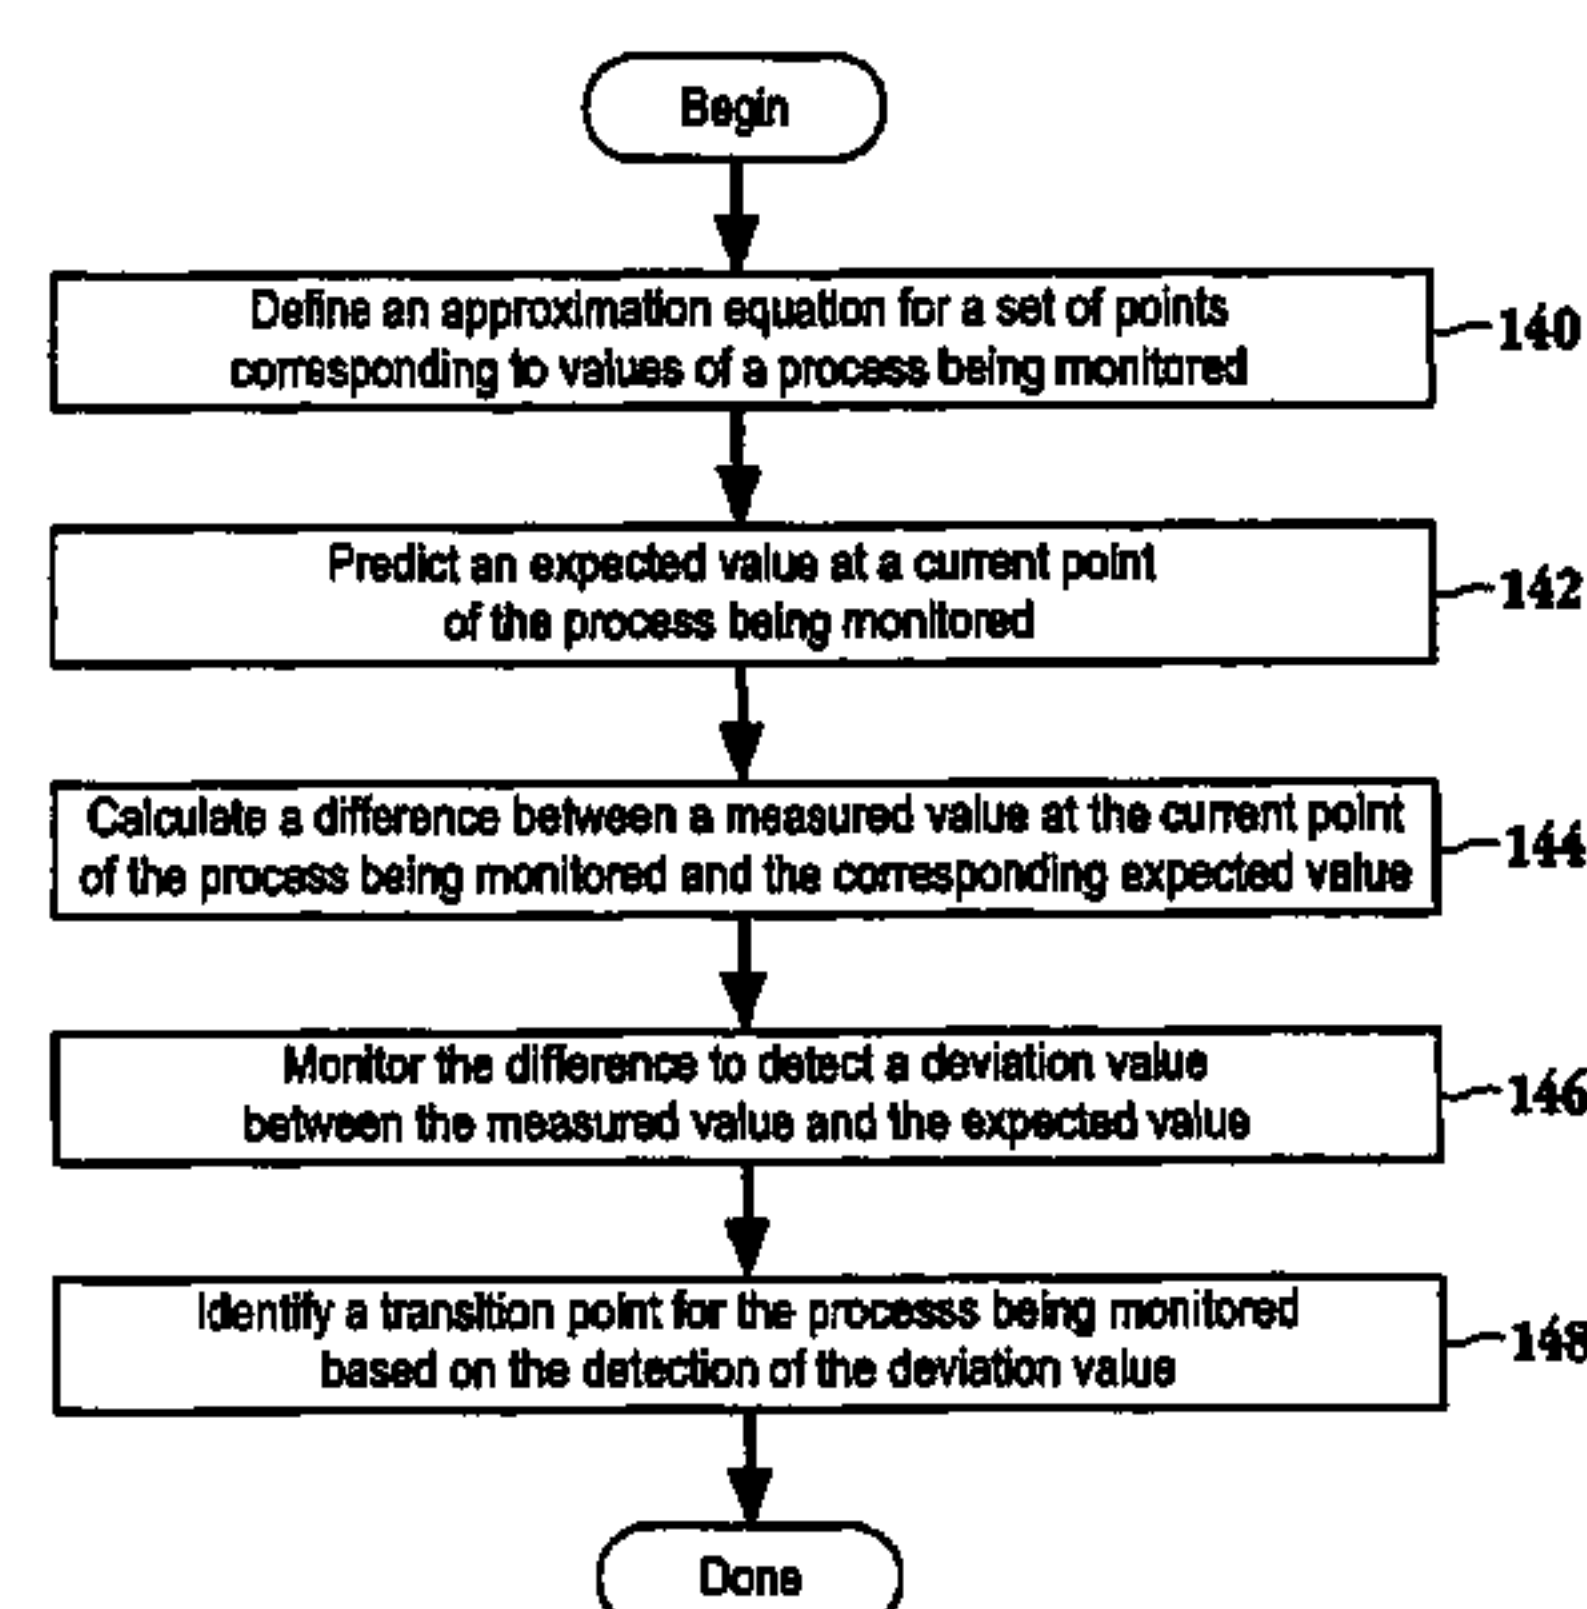 Begin
Define an approximation equation for a set of points
corresponding to values of a process being monitored
140
Predict an expected value at a current point
of the process being monitored
142
Calculate a difference between a measured value at the current point
of the process being monitored and the corresponding expected value
144
Monitor the difference to detect a deviation value
between the measured value and the expected value
146
Identify a transition point for the processs being monitored
based on the detection of the deviation value
148
Done